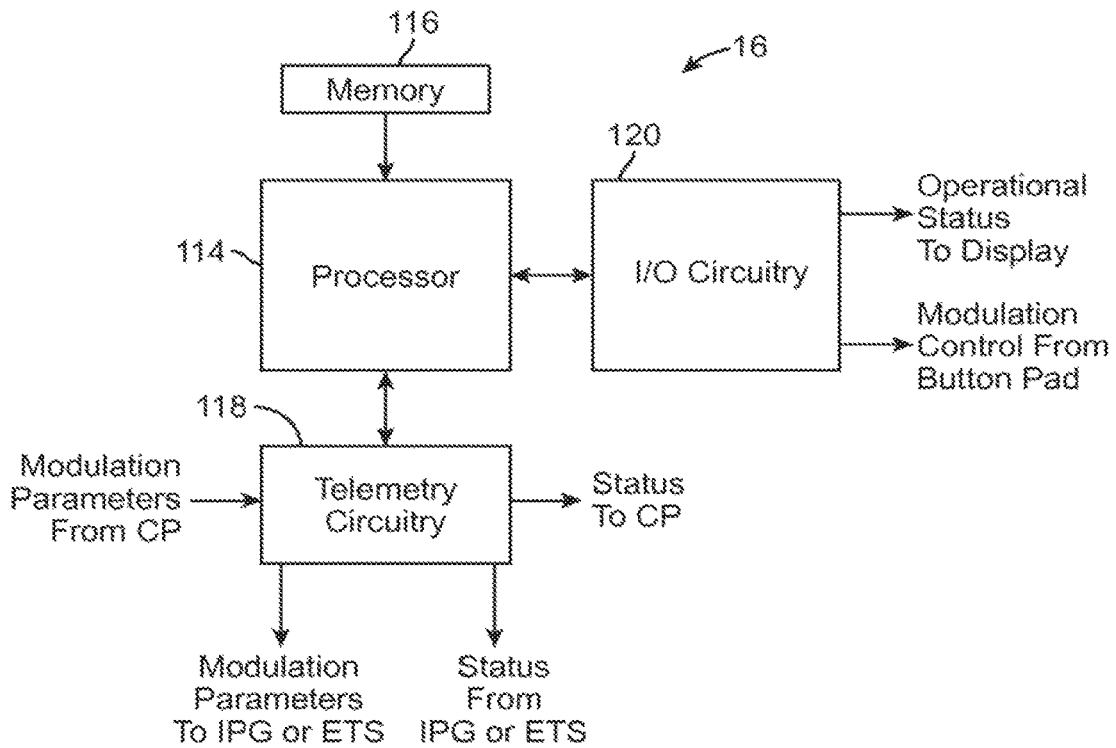 116
16
Memory
120
Operational
Status
To Display
114
Processor
I/O Circuitry
Modulation
Control From
Button Pad
118
Modulation
Parameters
From CP
Telemetry
Circuitry
Status
To CP
Modulation
Parameters
To IPG or ETS
Status
From
IPG or ETS